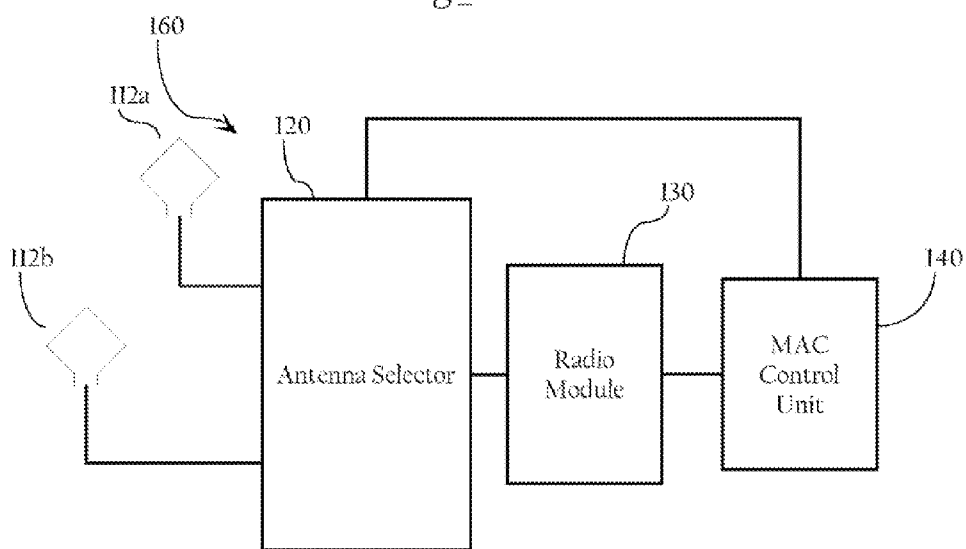 160
112a
120
130
112b
140
Antenna Selector
Radio
Module
MAC
Control
Unit